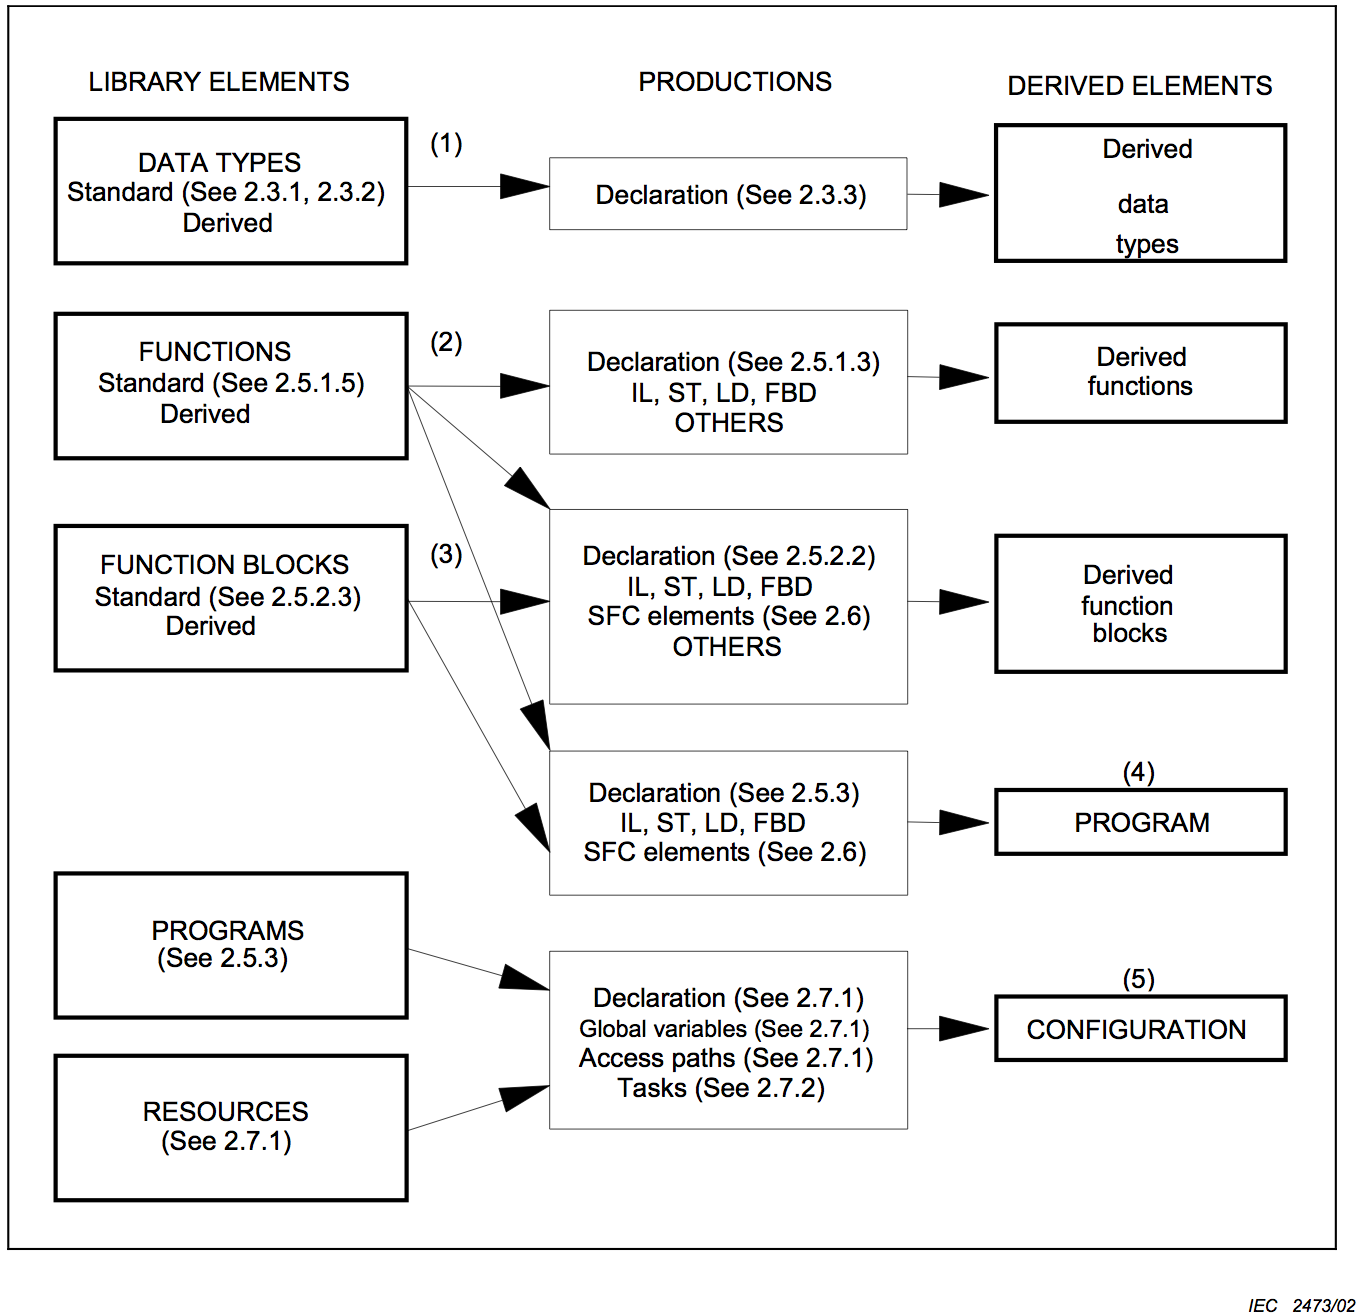 LIBRARY ELEMENTS
PRODUCTIONS
DERIVED ELEMENTS
DATA TYPES
Standard (See 2.3.1, 2.3.2)
Derived
(1)
Declaration (See 2.3.3)
Derived
data
types
FUNCTIONS
Standard (See 2.5.1.5)
Derived
(2)
Declaration (See 2.5.1.3)
IL, ST, LD, FBD
OTHERS
Derived
functions
FUNCTION BLOCKS
Standard (See 2.5.2.3)
Derived
(3)
Declaration (See 2.5.2.2)
IL, ST, LD, FBD
SFC elements (See 2.6)
OTHERS
Derived
function
blocks
Declaration (See 2.5.3)
IL, ST, LD, FBD
SFC elements (See 2.6)
(4)
PROGRAM
PROGRAMS
(See 2.5.3)
Declaration (See 2.7.1)
Global variables (See 2.7.1)
Access paths (See 2.7.1)
Tasks (See 2.7.2)
(5)
CONFIGURATION
RESOURCES
(See 2.7.1)
IEC 2473/02